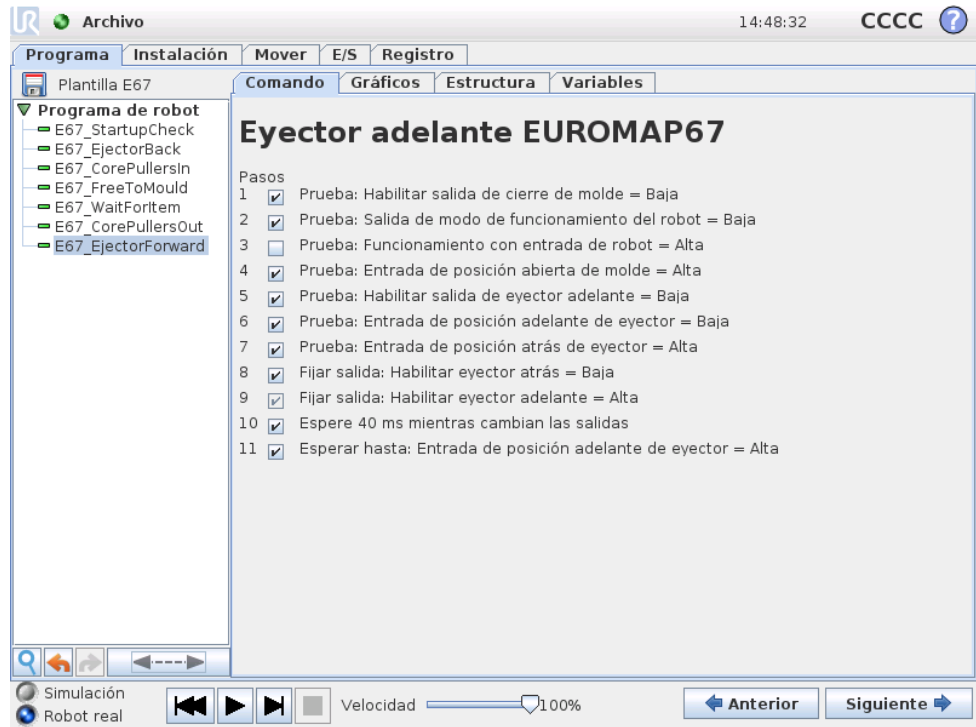 UR Archivo 14:48:32 CCCC ?
Programa Instalación Mover E/S Registro
Plantilla E67 Comando Gráficos Estructura Variables
Programa de robot
E67_StartupCheck
E67_EjectorBack
E67_CorePullersIn
E67_FreeToMould
E67_WaitForItem
E67_CorePullersOut
E67_EjectorForward
Eyector adelante EUROMAP67
Pasos
1 Prueba: Habilitar salida de cierre de molde = Baja
2 Prueba: Salida de modo de funcionamiento del robot = Baja
3 Prueba: Funcionamiento con entrada de robot = Alta
4 Prueba: Entrada de posición abierta de molde = Alta
5 Prueba: Habilitar salida de eyector adelante = Baja
6 Prueba: Entrada de posición adelante de eyector = Baja
7 Prueba: Entrada de posición atrás de eyector = Alta
8 Fijar salida: Habilitar eyector atrás = Baja
9 Fijar salida: Habilitar eyector adelante = Alta
10 Espere 40 ms mientras cambian las salidas
11 Esperar hasta: Entrada de posición adelante de eyector = Alta
Simulación
Robot real
Velocidad 100%
Anterior Siguiente